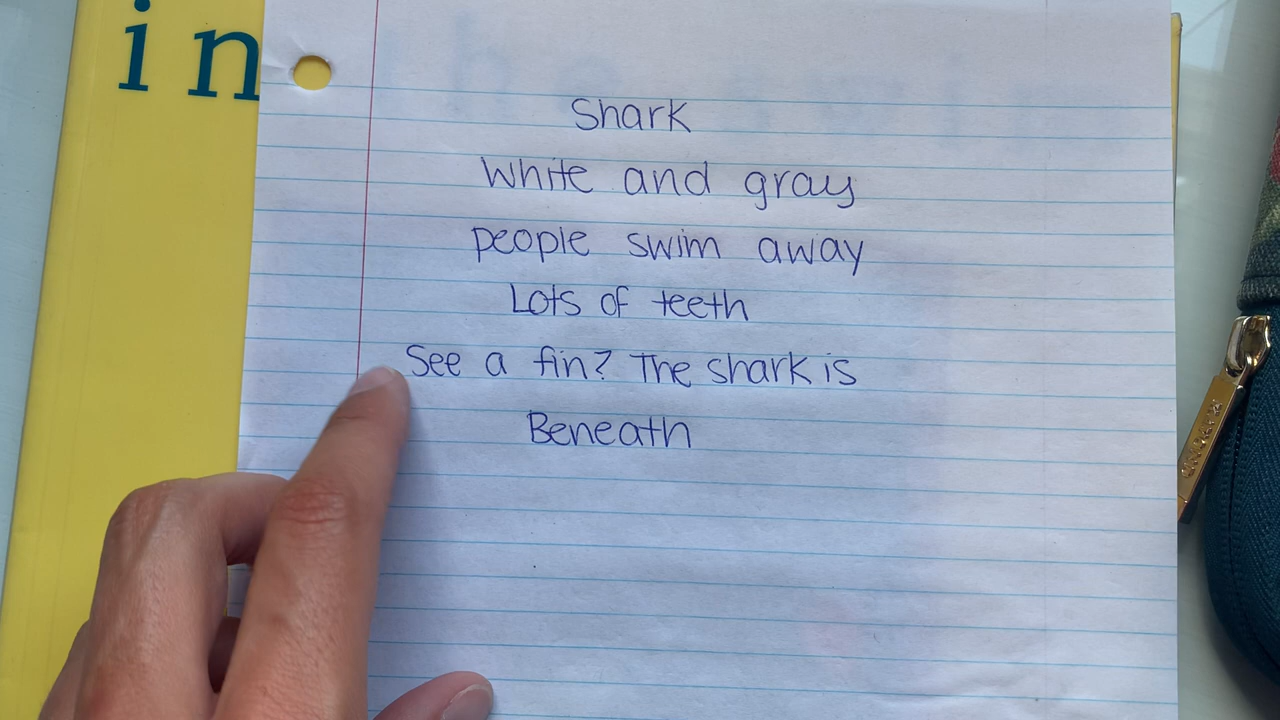 in
Shark
White and gray
people swim away
Lots of teeth
See a fin? The shark is
Beneath